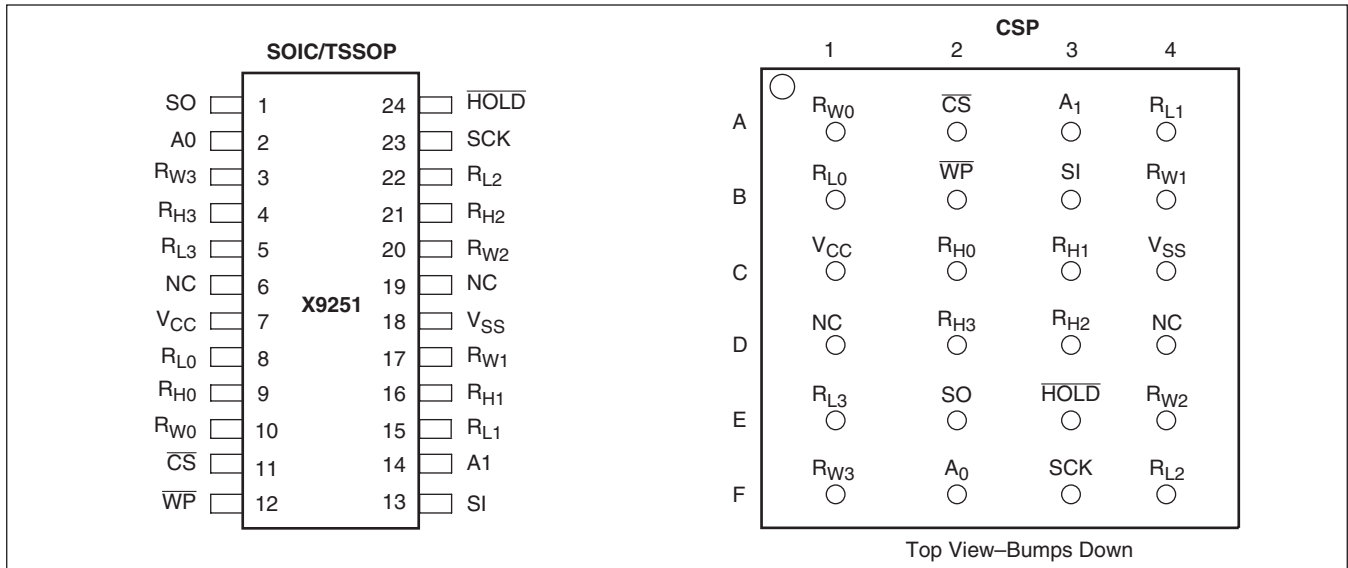 SOIC/TSSOP
SO 1 24 HOLD
A0 2 23 SCK
RW3 3 22 RL2
RH3 4 21 RH2
RL3 5 20 RW2
NC 6 19 NC
X9251
VCC 7 18 VSS
RL0 8 17 RW1
RH0 9 16 RH1
RW0 10 15 RL1
CS 11 14 A1
WP 12 13 SI
CSP
1 2 3 4
A RW0 CS A1 RL1
B RL0 WP SI RW1
C VCC RH0 RH1 VSS
D NC RH3 RH2 NC
E RL3 SO HOLD RW2
F RW3 A0 SCK RL2
Top View–Bumps Down